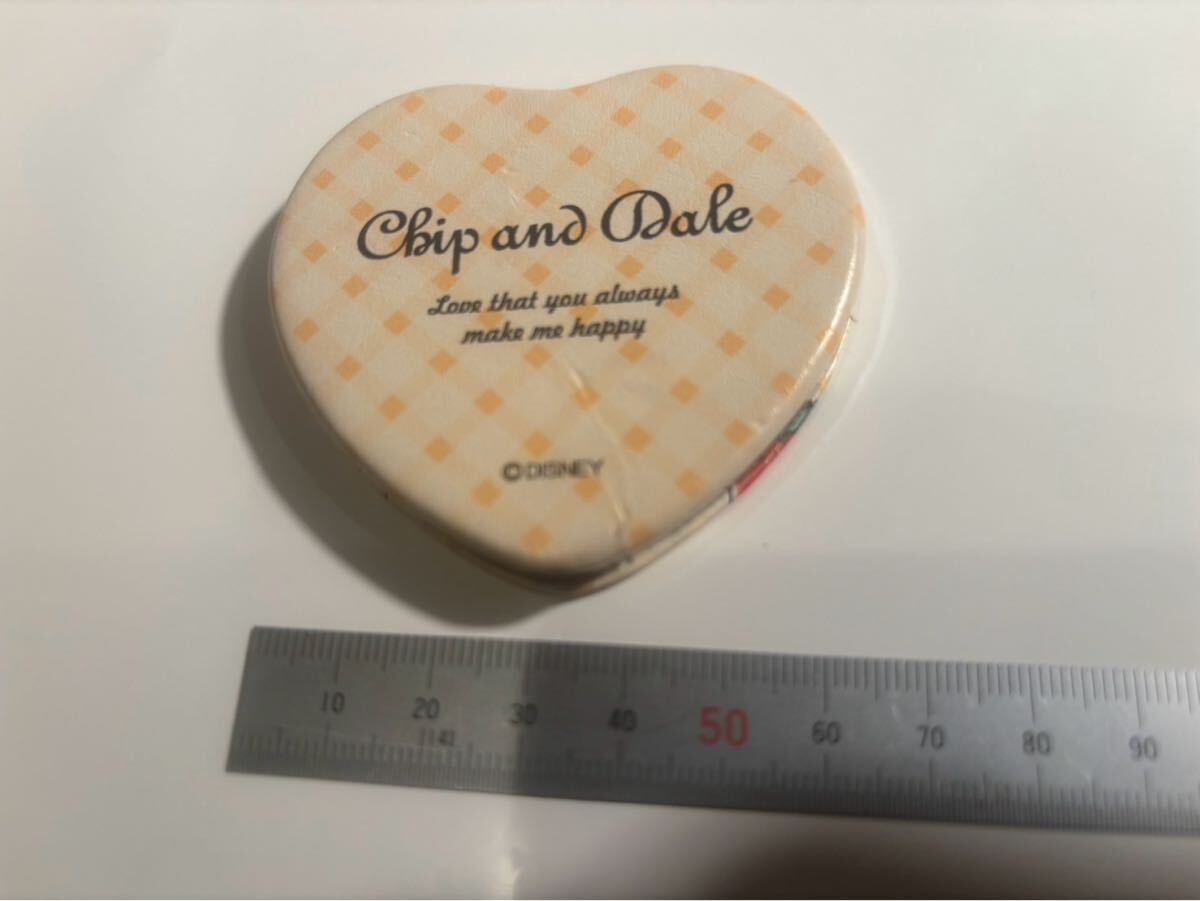 Chip and Dale
Love that you always
make me happy
©DISNEY
10 20 30 40 50 60 70 80 90